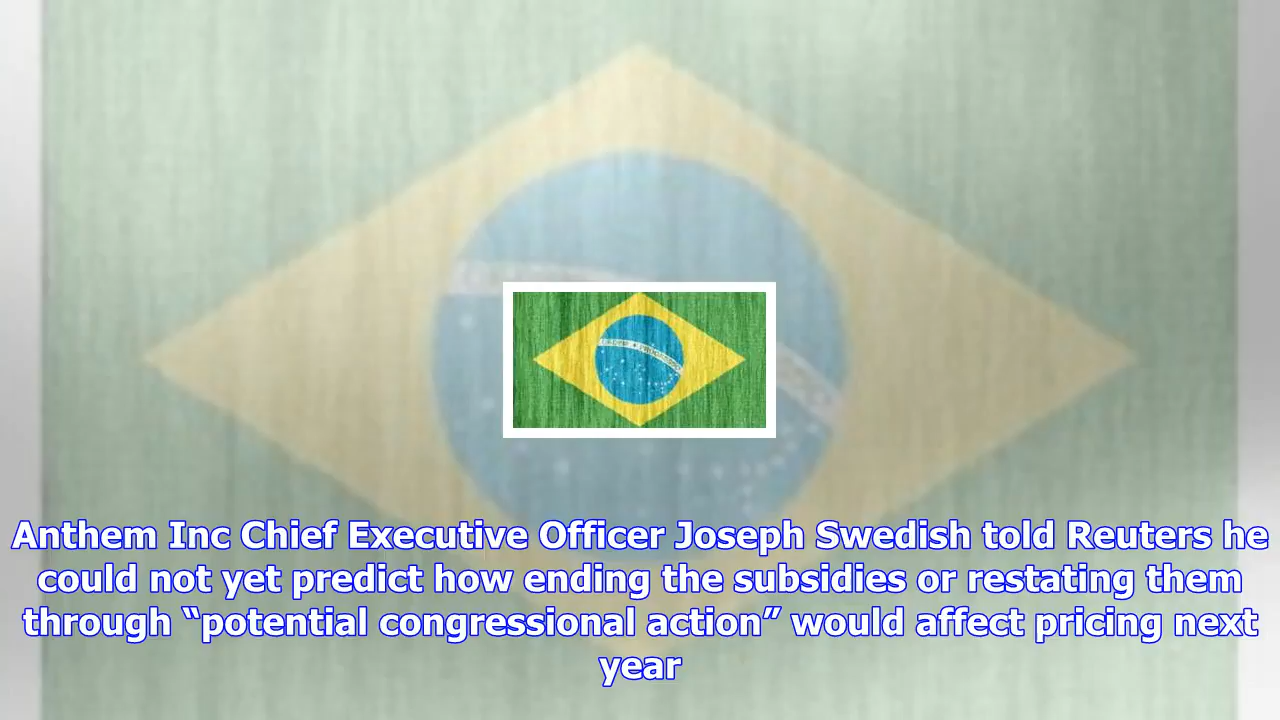 Anthem Inc Chief Executive Officer Joseph Swedish told Reuters he
could not yet predict how ending the subsidies or restating them
through “potential congressional action” would affect pricing next
year